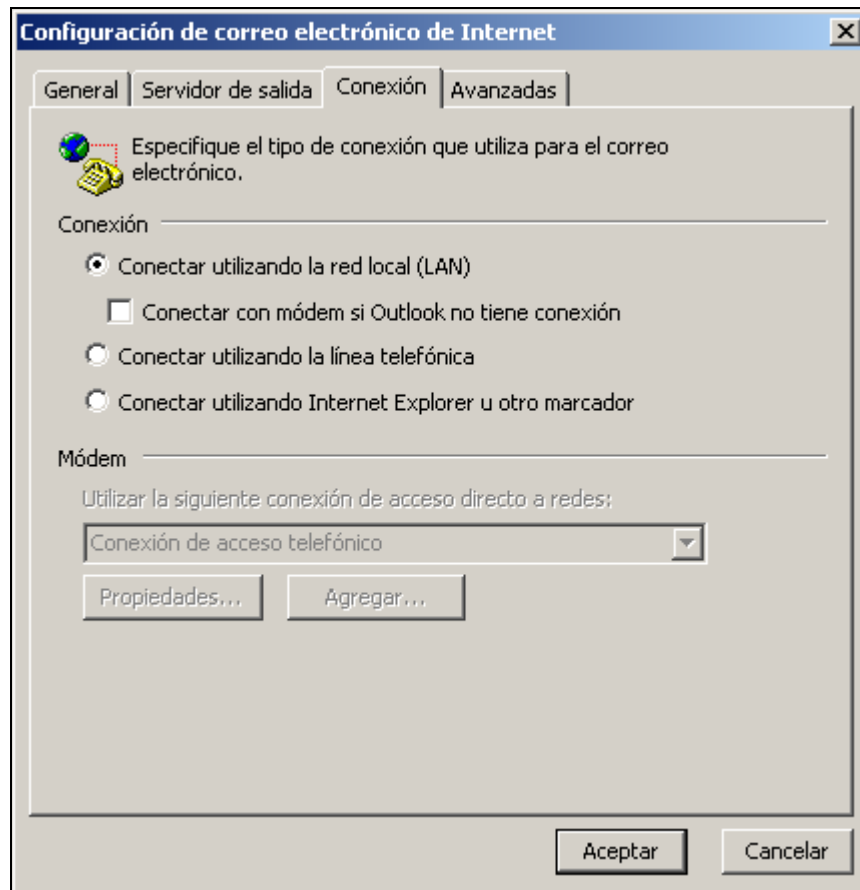 Configuración de correo electrónico de Internet
General Servidor de salida Conexión Avanzadas
Especifique el tipo de conexión que utiliza para el correo
electrónico.
Conexión
Conectar utilizando la red local (LAN)
Conectar con módem si Outlook no tiene conexión
Conectar utilizando la línea telefónica
Conectar utilizando Internet Explorer u otro marcador
Módem
Utilizar la siguiente conexión de acceso directo a redes:
Conexión de acceso telefónico
Propiedades... Agregar...
Aceptar Cancelar